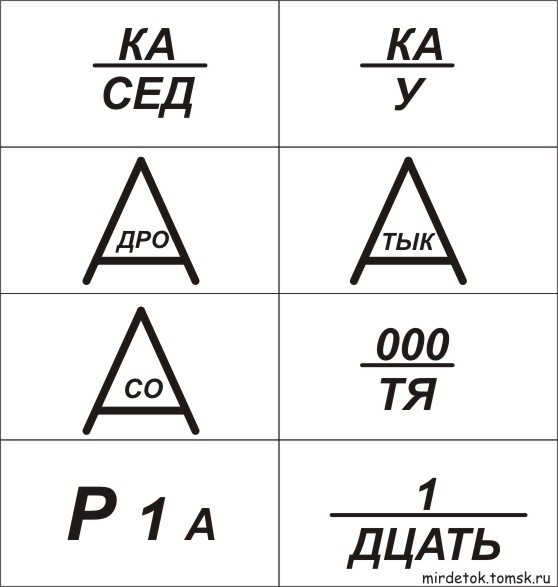 КА КА
СЕД У
А А
ДРО ТЫК
А 000
СО ТЯ
Р 1 А 1
ДЦАТЬ
mirdetok.tomsk.ru